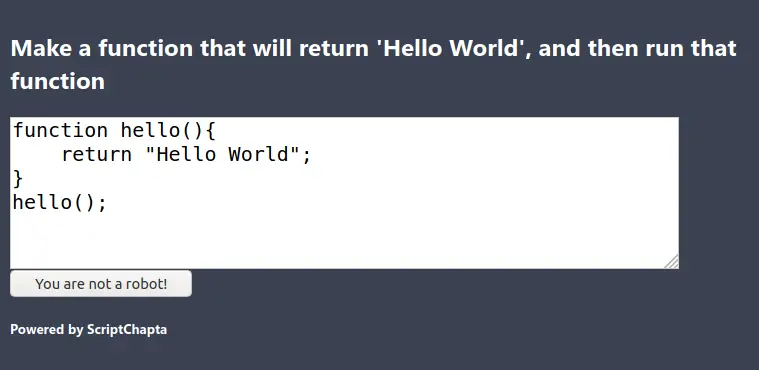 Make a function that will return 'Hello World', and then run that
function
function hello(){
    return "Hello World";
}
hello();
You are not a robot!
Powered by ScriptChapta